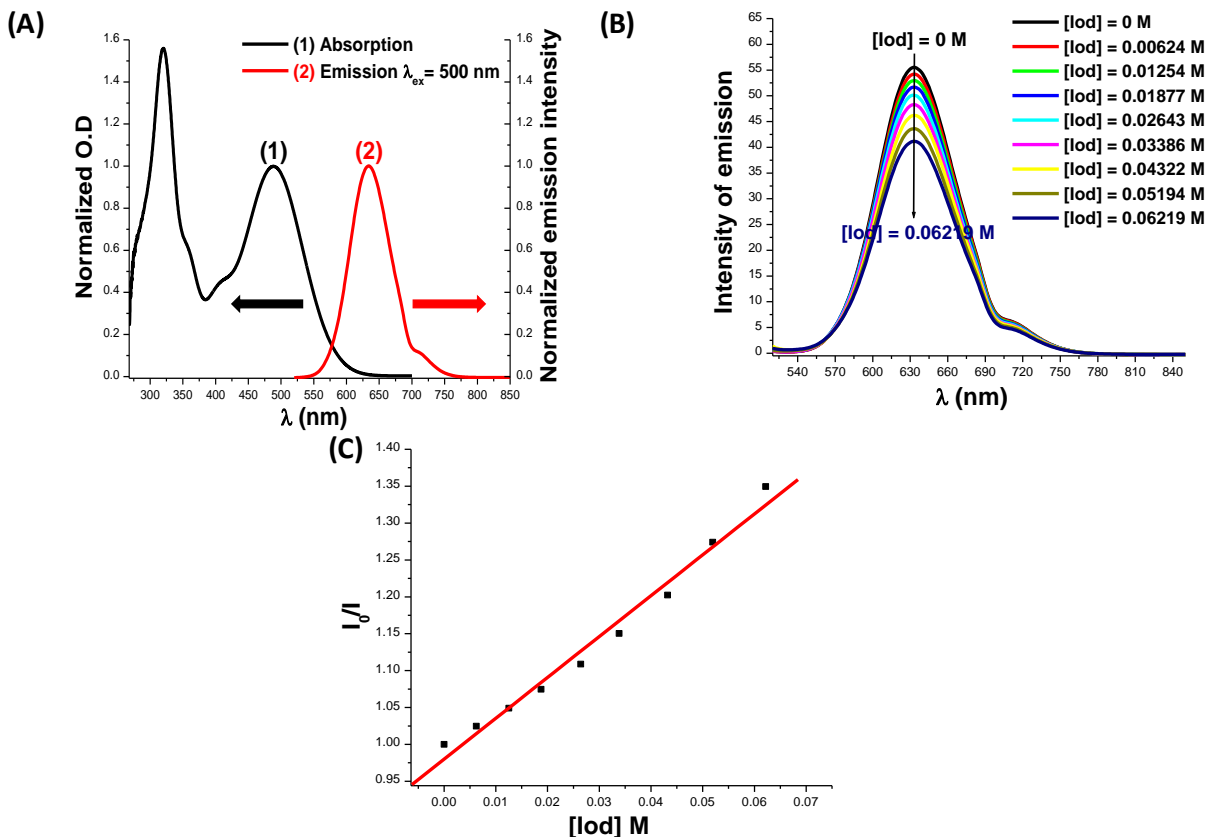 (A)
(1) Absorption
(2) Emission λex= 500 nm
Normalized O.D
Normalized emission intensity
1.6
1.4
1.2
1.0
0.8
0.6
0.4
0.2
0.0
1.6
1.4
1.2
1.0
0.8
0.6
0.4
0.2
0.0
(1)
(2)
300 350 400 450 500 550 600 650 700 750 800 850
λ (nm)
(B)
Intensity of emission
65
60
55
50
45
40
35
30
25
20
15
10
5
0
[Iod] = 0 M
[Iod] = 0.06219 M
[Iod] = 0 M
[Iod] = 0.00624 M
[Iod] = 0.01254 M
[Iod] = 0.01877 M
[Iod] = 0.02643 M
[Iod] = 0.03386 M
[Iod] = 0.04322 M
[Iod] = 0.05194 M
[Iod] = 0.06219 M
540 570 600 630 660 690 720 750 780 810 840
λ (nm)
(C)
I0/I
1.40
1.35
1.30
1.25
1.20
1.15
1.10
1.05
1.00
0.95
0.00 0.01 0.02 0.03 0.04 0.05 0.06 0.07
[Iod] M